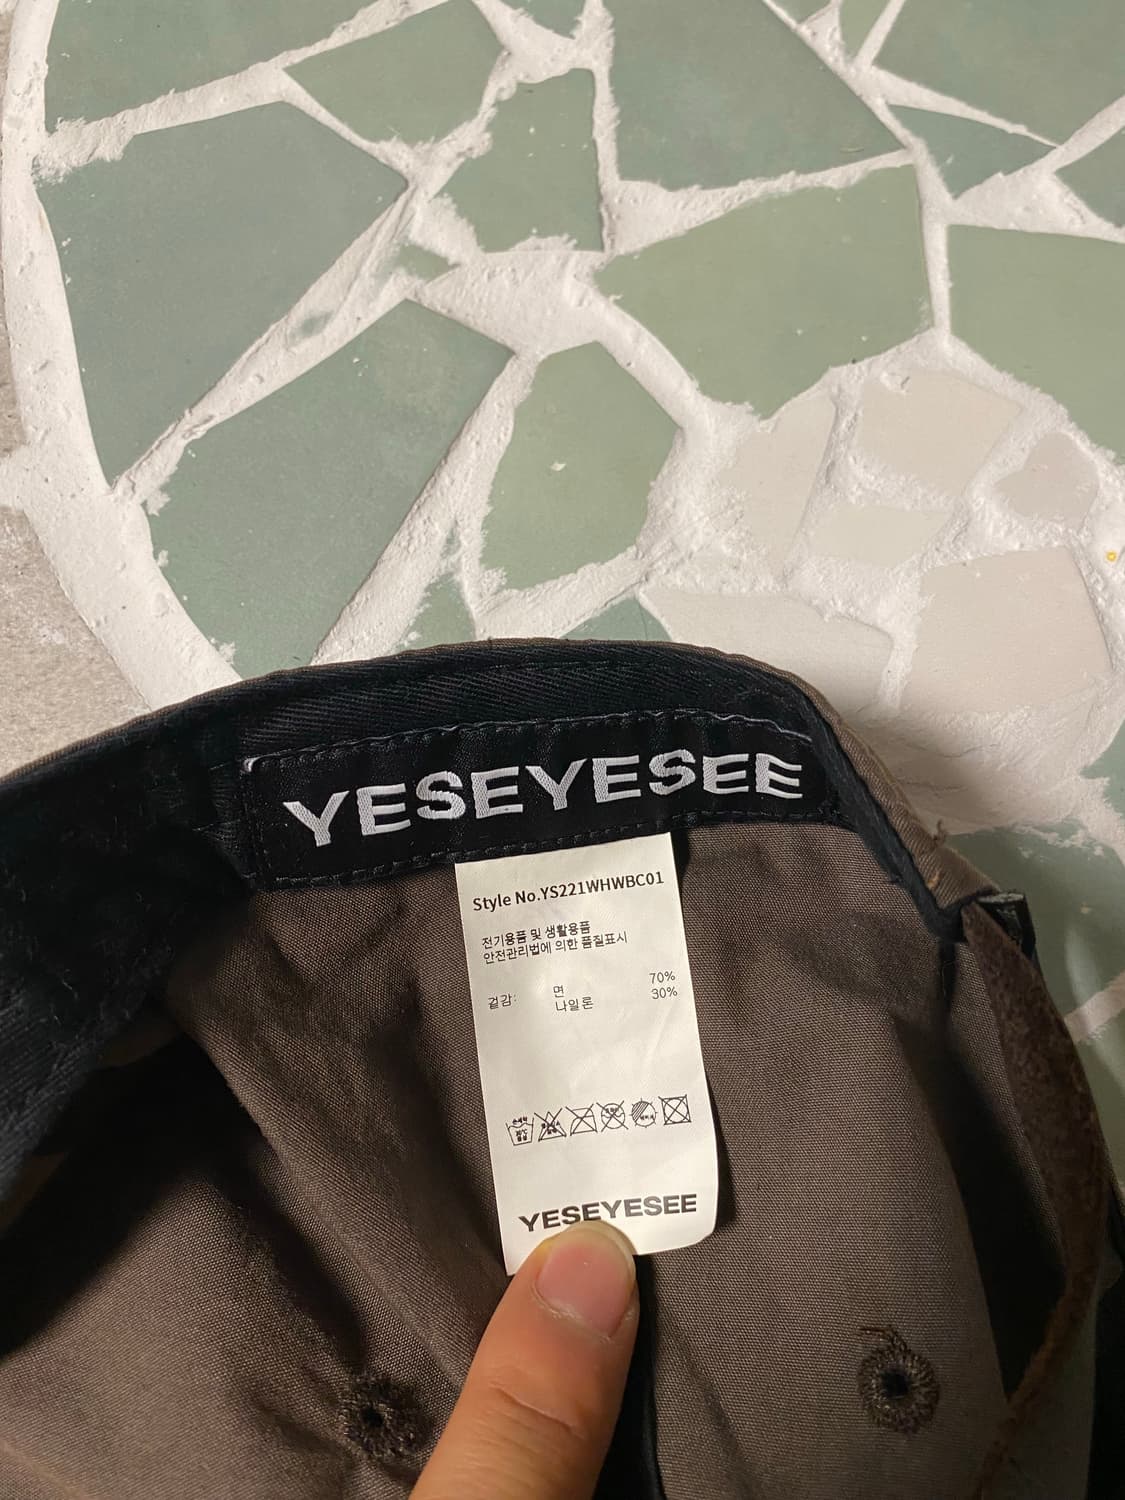 YESEYESEE
Style No.YS221WHWBC01
전기용품 및 생활용품
안전관리법에 의한 품질표시
겉감: 면 70%
나일론 30%
YESEYESEE